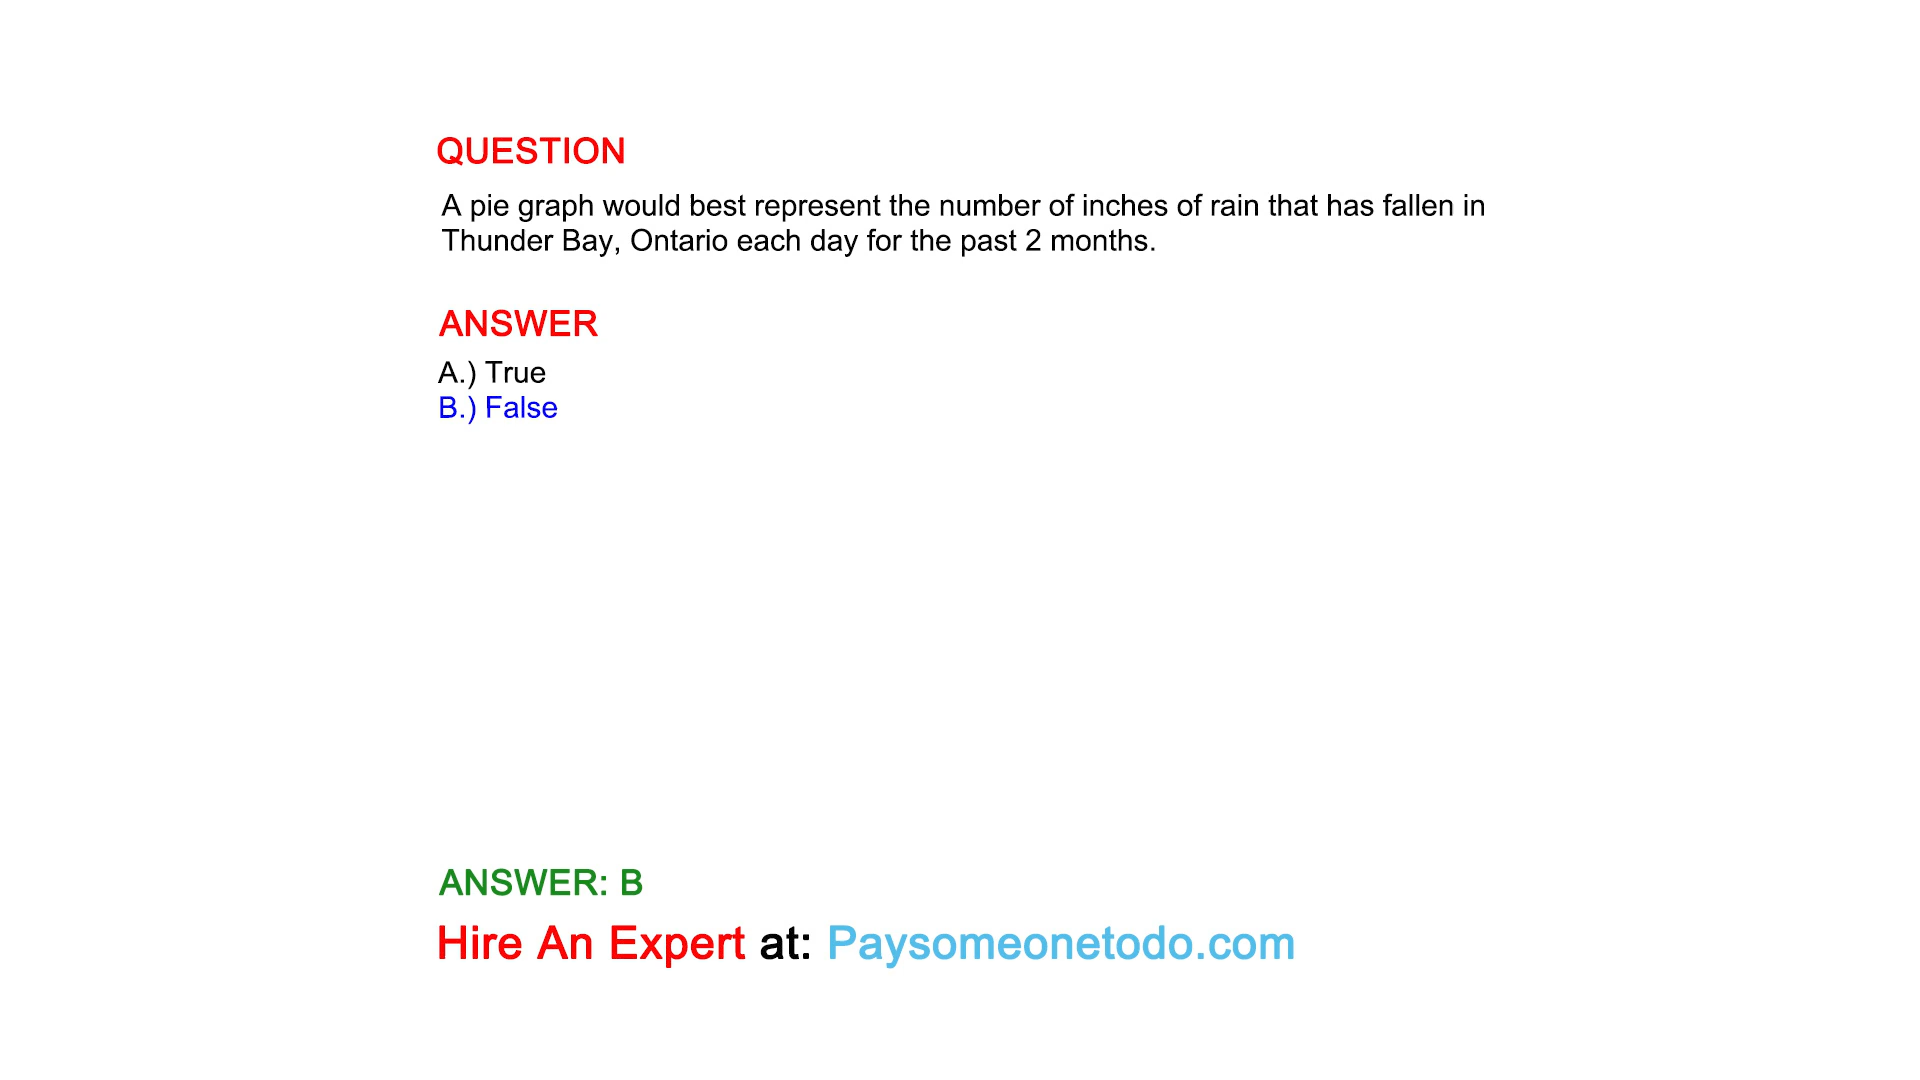 QUESTION
A pie graph would best represent the number of inches of rain that has fallen in
Thunder Bay, Ontario each day for the past 2 months.
ANSWER
A.) True
B.) False
ANSWER: B
Hire An Expert at: Paysomeonetodo.com